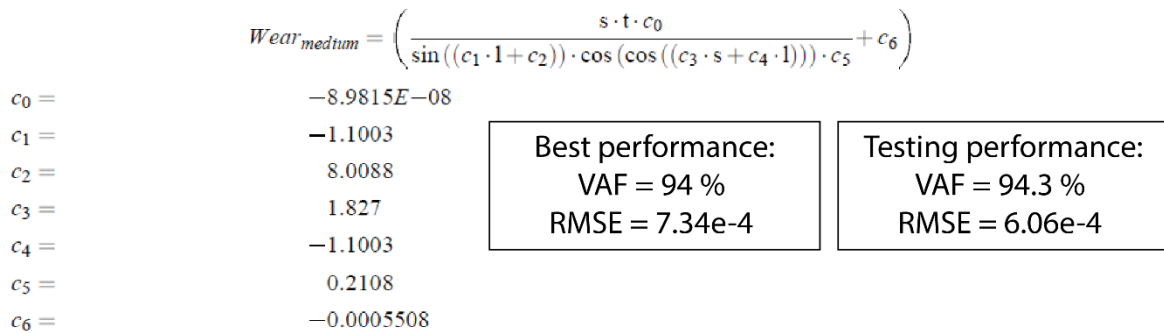 Wear_medium = ( s · t · c_0 / sin((c_1 · l + c_2)) · cos(cos((c_3 · s + c_4 · l))) · c_5 + c_6 )
c_0 = −8.9815E−08
c_1 = −1.1003
c_2 = 8.0088
c_3 = 1.827
c_4 = −1.1003
c_5 = 0.2108
c_6 = −0.0005508
Best performance:
VAF = 94 %
RMSE = 7.34e-4
Testing performance:
VAF = 94.3 %
RMSE = 6.06e-4